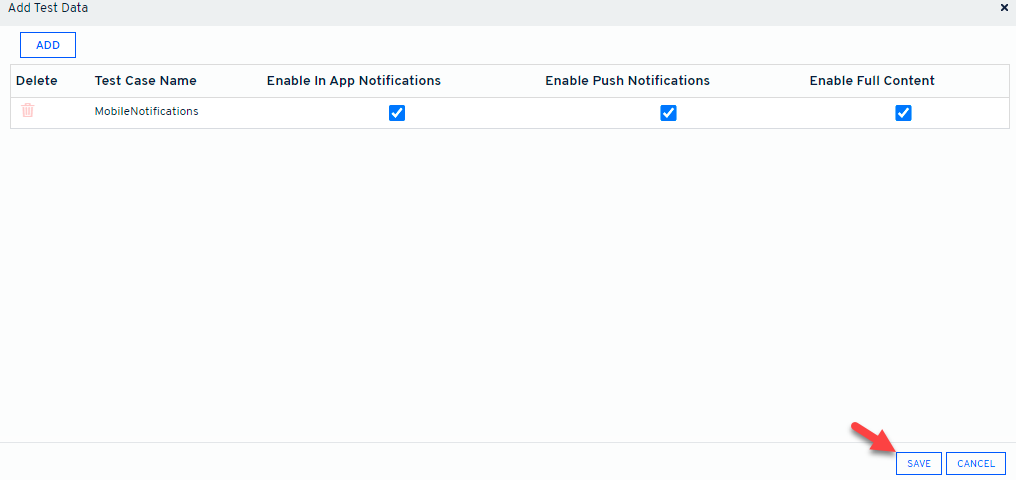 Add Test Data
ADD
Delete Test Case Name Enable In App Notifications Enable Push Notifications Enable Full Content
MobileNotifications
SAVE CANCEL